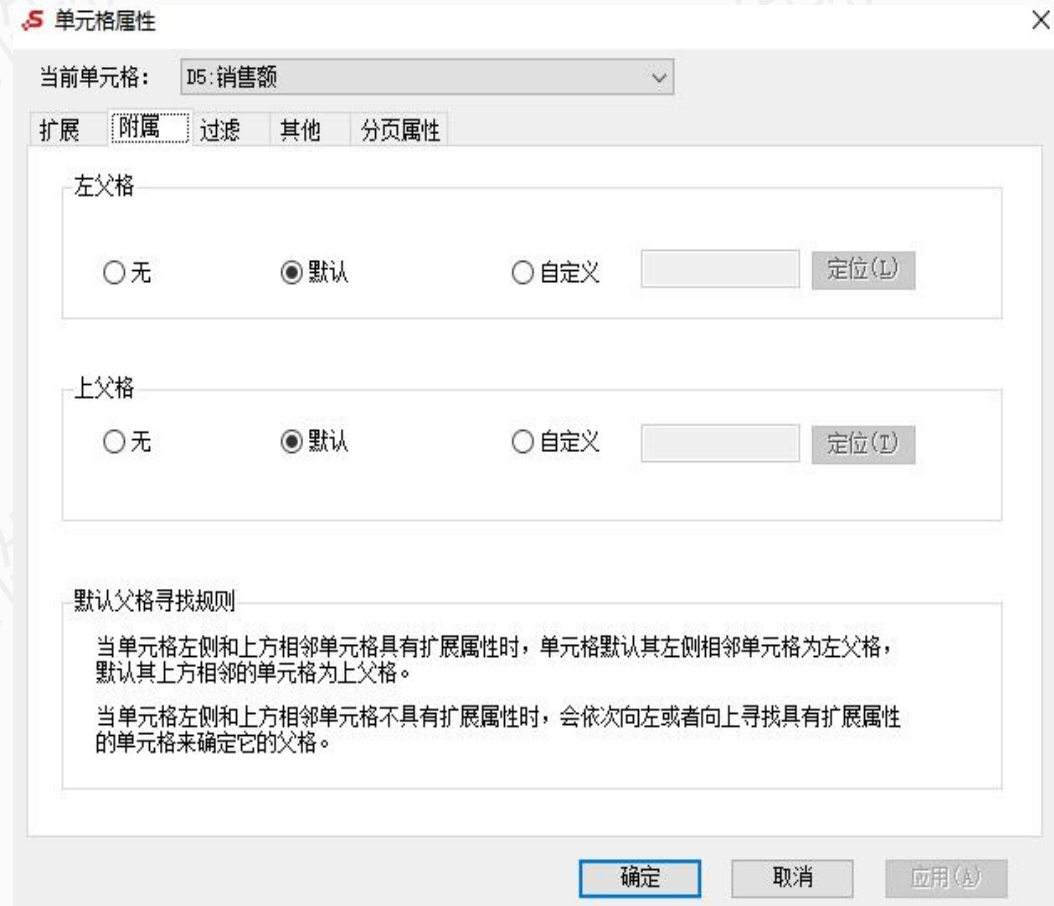 S 单元格属性
当前单元格： D5:销售额
扩展 附属 过滤 其他 分页属性
左父格
无 默认 自定义 定位(L)
上父格
无 默认 自定义 定位(T)
默认父格寻找规则
当单元格左侧和上方相邻单元格具有扩展属性时，单元格默认其左侧相邻单元格为左父格，
默认其上方相邻的单元格为上父格。
当单元格左侧和上方相邻单元格不具有扩展属性时，会依次向左或者向上寻找具有扩展属性
的单元格来确定它的父格。
确定 取消 应用(A)